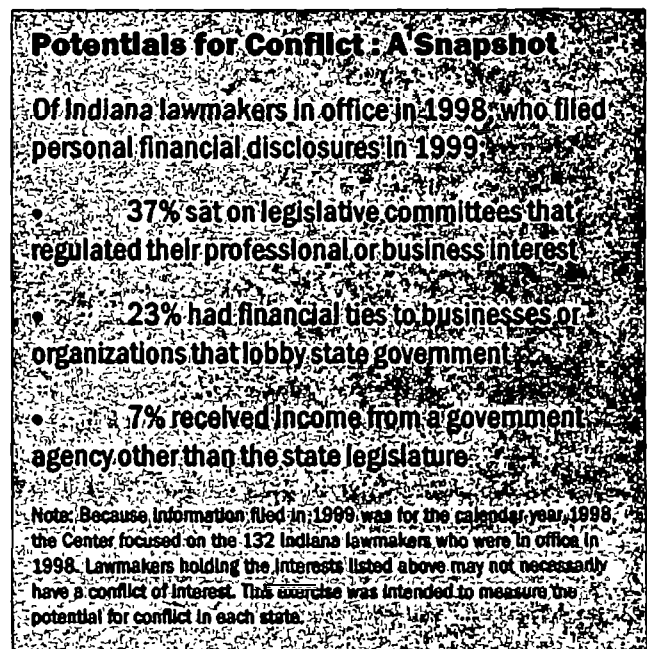 Potentials for Conflict : A Snapshot
Of Indiana lawmakers in office in 1998, who filed
personal financial disclosures in 1999:
• 37% sat on legislative committees that
regulated their professional or business interest
• 23% had financial ties to businesses or
organizations that lobby state government
• 7% received income from a government
agency other than the state legislature
Note: Because information filed in 1999 was for the calendar year 1998,
the Center focused on the 132 Indiana lawmakers who were in office in
1998. Lawmakers holding the interests listed above may not necessarily
have a conflict of interest. This exercise was intended to measure the
potential for conflict in each state.